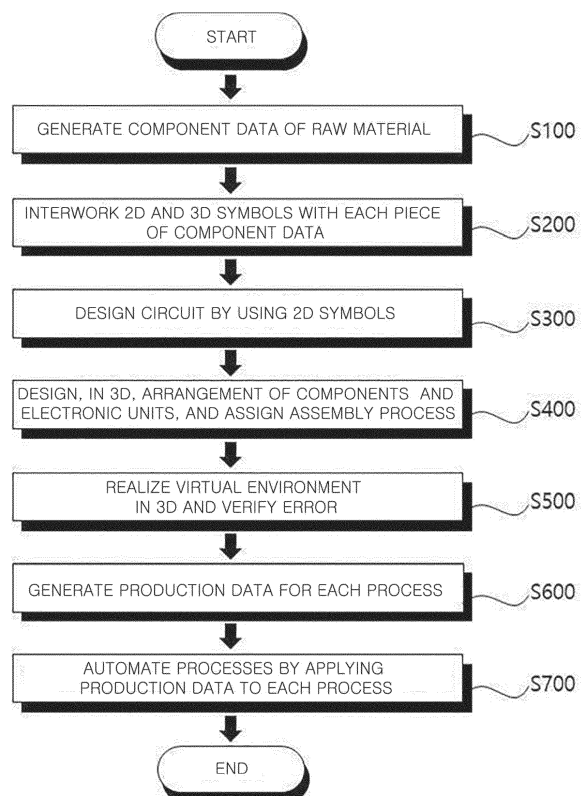 START
GENERATE COMPONENT DATA OF RAW MATERIAL
S100
INTERWORK 2D AND 3D SYMBOLS WITH EACH PIECE
OF COMPONENT DATA
S200
DESIGN CIRCUIT BY USING 2D SYMBOLS
S300
DESIGN, IN 3D, ARRANGEMENT OF COMPONENTS AND
ELECTRONIC UNITS, AND ASSIGN ASSEMBLY PROCESS
S400
REALIZE VIRTUAL ENVIRONMENT
IN 3D AND VERIFY ERROR
S500
GENERATE PRODUCTION DATA FOR EACH PROCESS
S600
AUTOMATE PROCESSES BY APPLYING
PRODUCTION DATA TO EACH PROCESS
S700
END